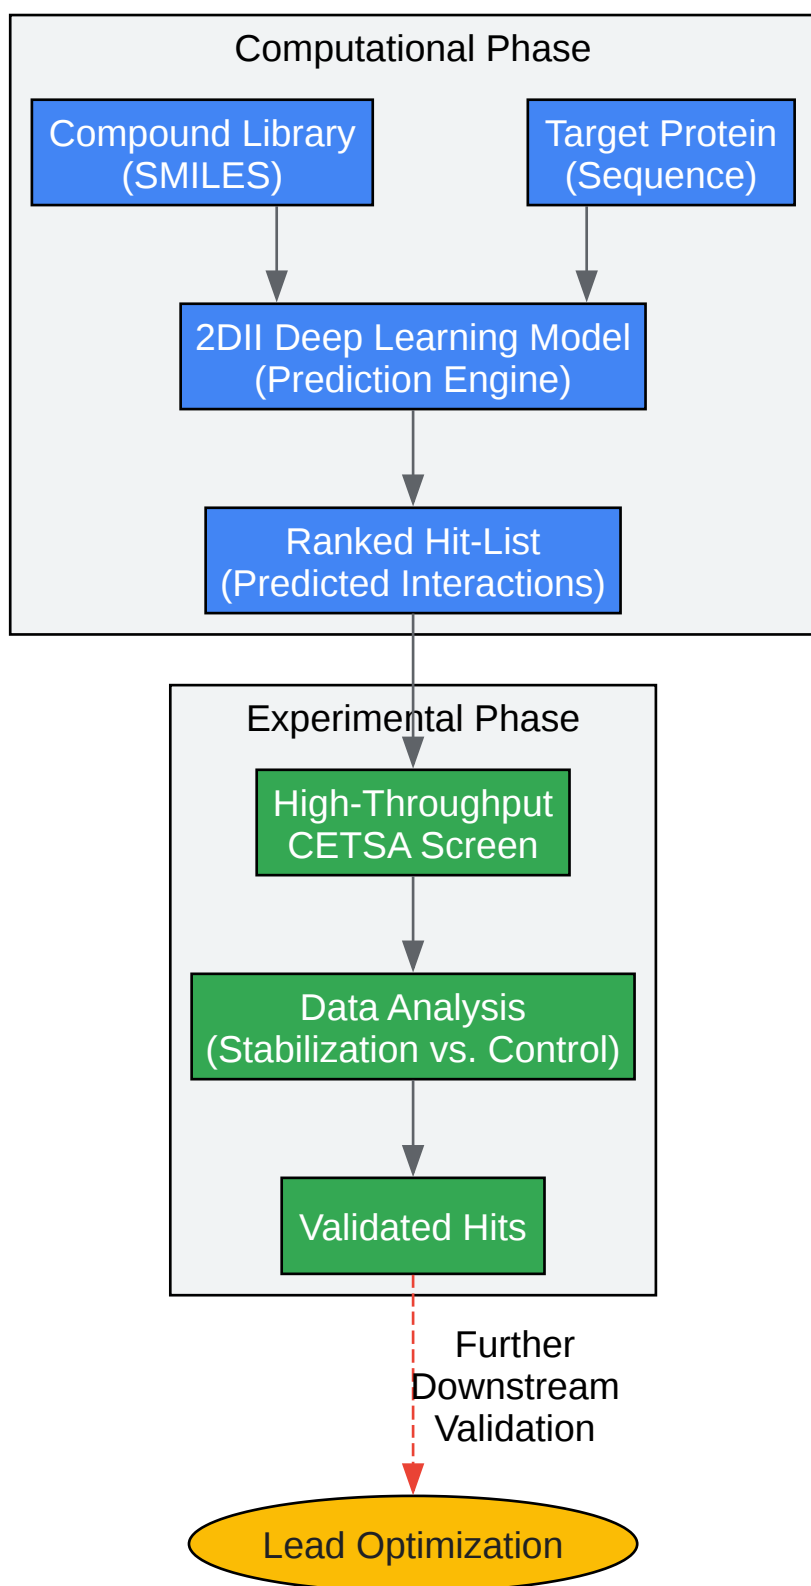 Computational Phase
Compound Library
(SMILES)
Target Protein
(Sequence)
2DII Deep Learning Model
(Prediction Engine)
Ranked Hit-List
(Predicted Interactions)
Experimental Phase
High-Throughput
CETSA Screen
Data Analysis
(Stabilization vs. Control)
Validated Hits
Further
Downstream
Validation
Lead Optimization